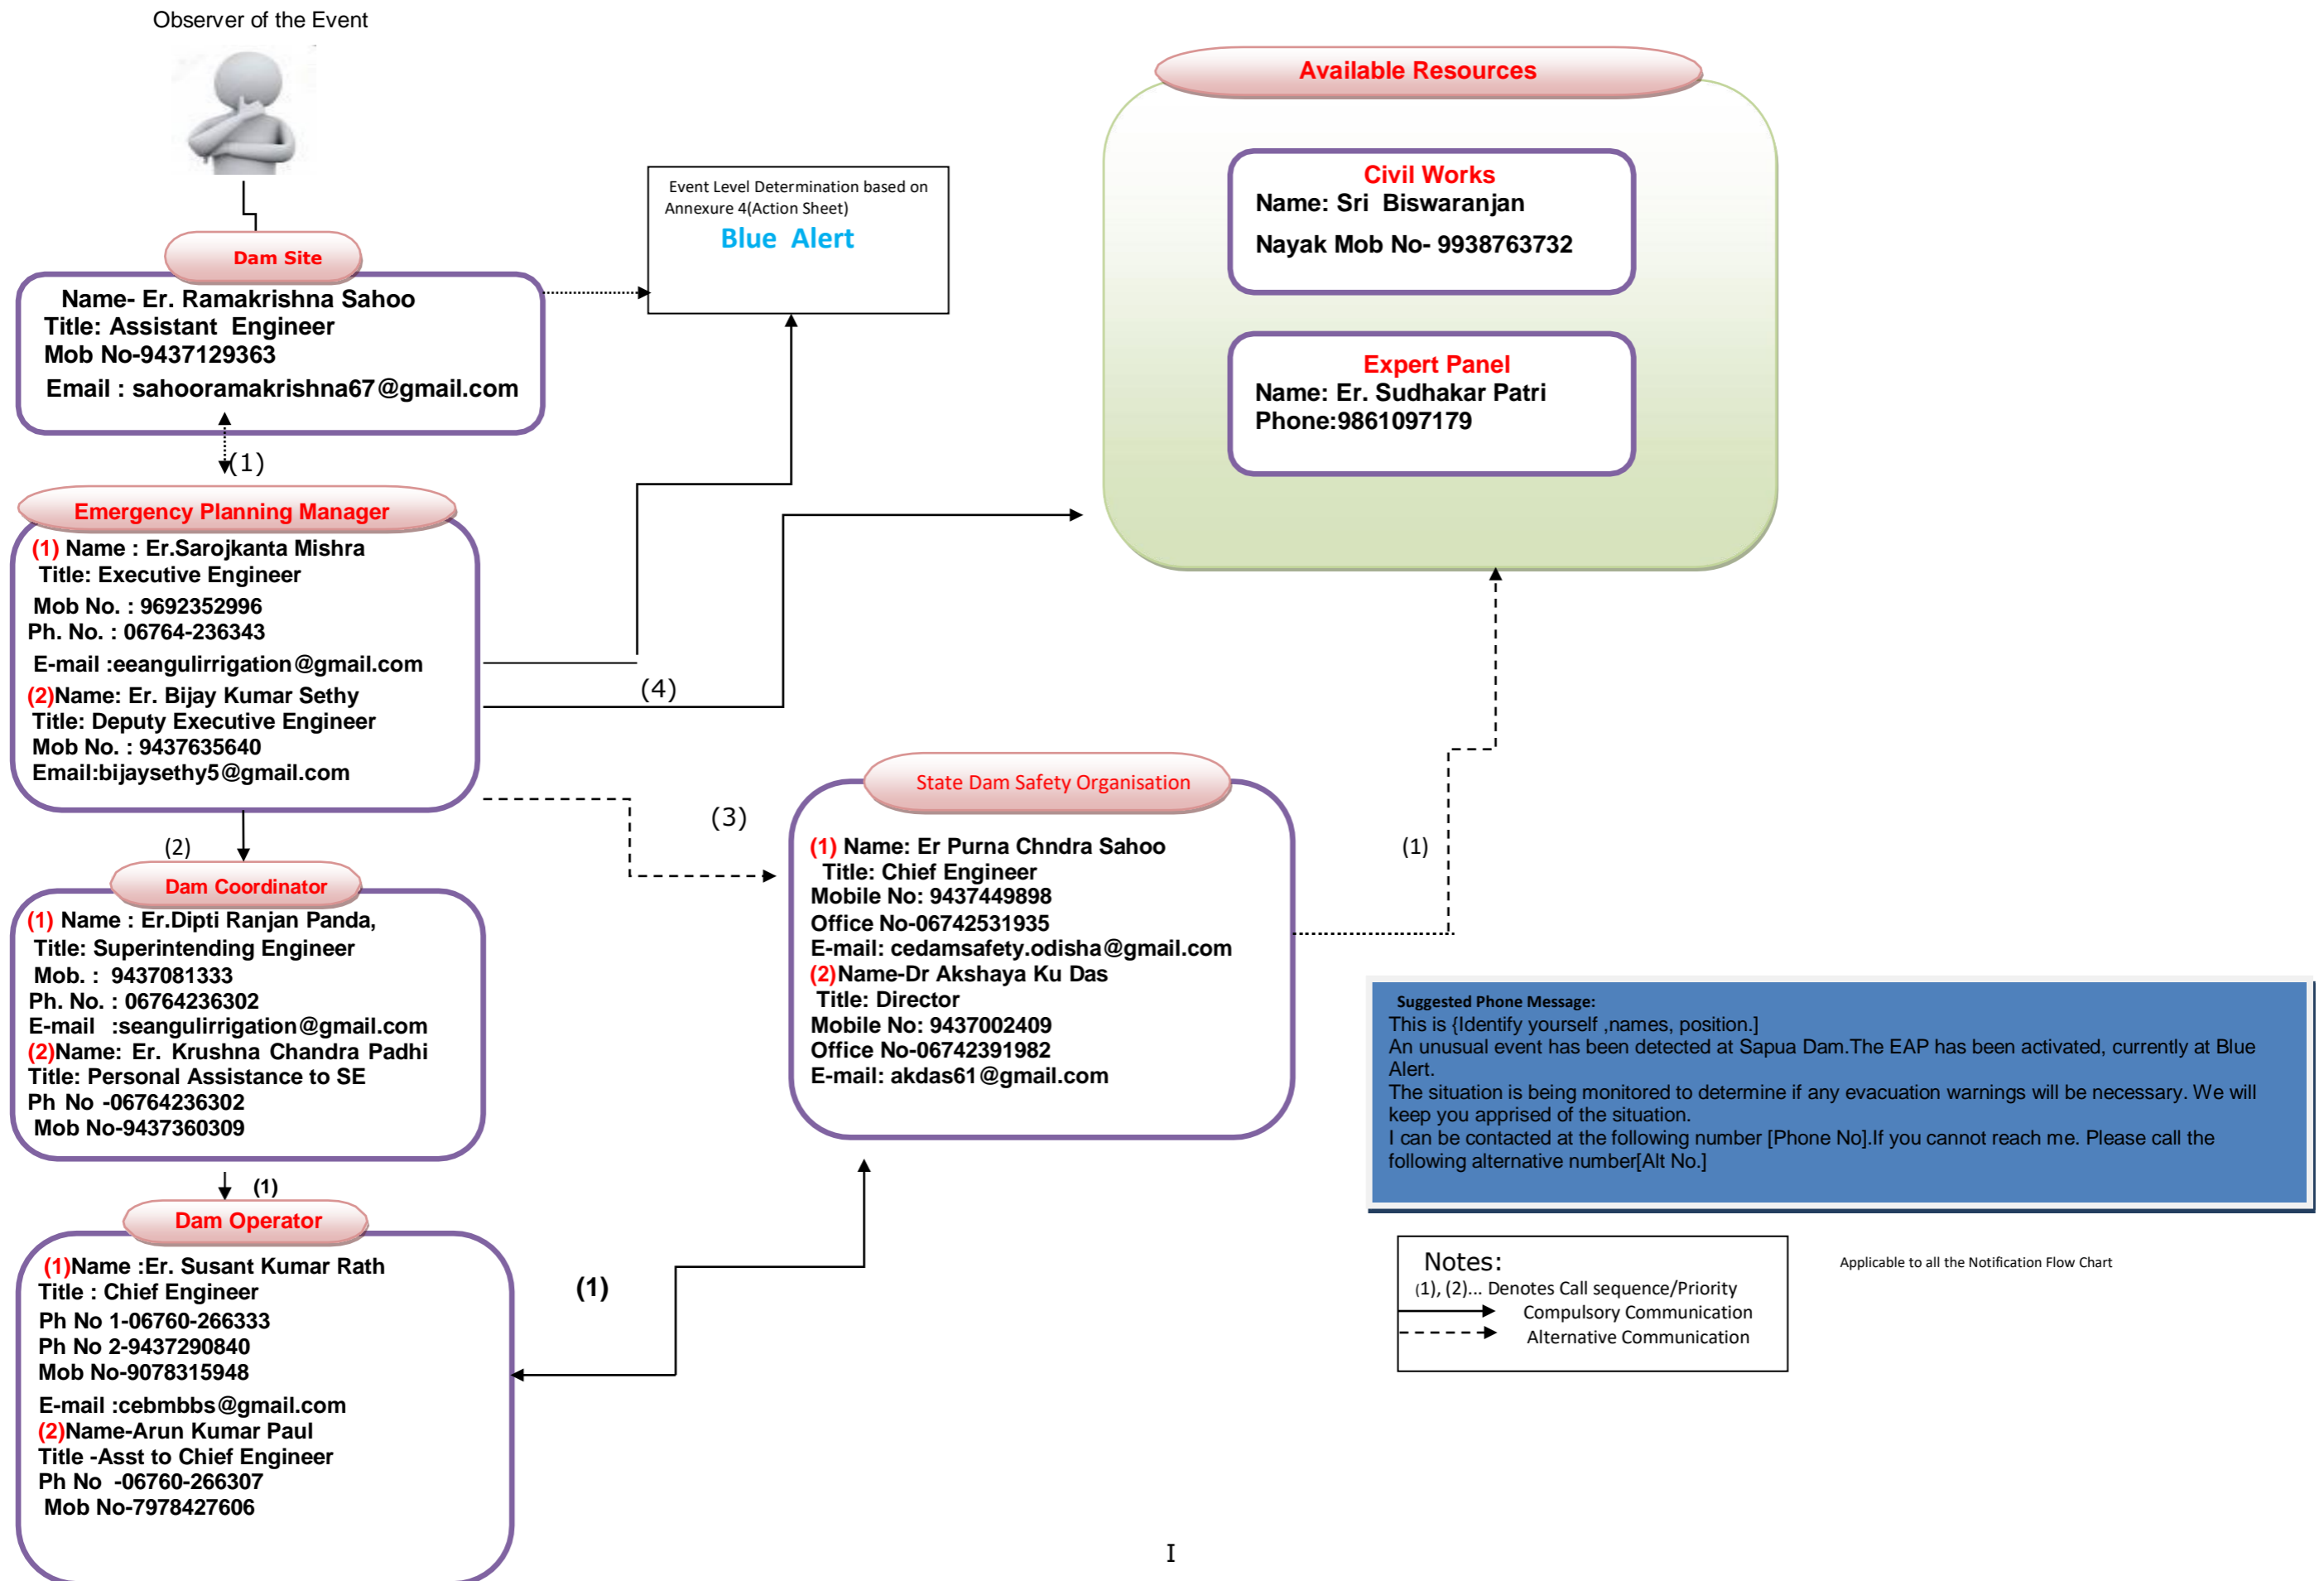 Observer of the Event
Available Resources
Civil Works
Name: Sri Biswaranjan
Nayak Mob No- 9938763732
Expert Panel
Name: Er. Sudhakar Patri
Phone:9861097179
Event Level Determination based on
Annexure 4(Action Sheet)
Blue Alert
Dam Site
Name- Er. Ramakrishna Sahoo
Title: Assistant Engineer
Mob No-9437129363
Email : sahooramakrishna67@gmail.com
(1)
Emergency Planning Manager
(1) Name : Er.Sarojkanta Mishra
Title: Executive Engineer
Mob No. : 9692352996
Ph. No. : 06764-236343
E-mail :eeangulirrigation@gmail.com
(2)Name: Er. Bijay Kumar Sethy
Title: Deputy Executive Engineer
Mob No. : 9437635640
Email:bijaysethy5@gmail.com
(4)
(3)
(2)
Dam Coordinator
(1) Name : Er.Dipti Ranjan Panda,
Title: Superintending Engineer
Mob. : 9437081333
Ph. No. : 06764236302
E-mail :seangulirrigation@gmail.com
(2)Name: Er. Krushna Chandra Padhi
Title: Personal Assistance to SE
Ph No -06764236302
Mob No-9437360309
(1)
Dam Operator
(1)Name :Er. Susant Kumar Rath
Title : Chief Engineer
Ph No 1-06760-266333
Ph No 2-9437290840
Mob No-9078315948
E-mail :cebmbbs@gmail.com
(2)Name-Arun Kumar Paul
Title -Asst to Chief Engineer
Ph No -06760-266307
Mob No-7978427606
(1)
State Dam Safety Organisation
(1) Name: Er Purna Chndra Sahoo
Title: Chief Engineer
Mobile No: 9437449898
Office No-06742531935
E-mail: cedamsafety.odisha@gmail.com
(2)Name-Dr Akshaya Ku Das
Title: Director
Mobile No: 9437002409
Office No-06742391982
E-mail: akdas61@gmail.com
(1)
Suggested Phone Message:
This is {Identify yourself ,names, position.]
An unusual event has been detected at Sapua Dam.The EAP has been activated, currently at Blue
Alert.
The situation is being monitored to determine if any evacuation warnings will be necessary. We will
keep you apprised of the situation.
I can be contacted at the following number [Phone No].If you cannot reach me. Please call the
following alternative number[Alt No.]
Notes:
(1), (2)... Denotes Call sequence/Priority
Compulsory Communication
Alternative Communication
Applicable to all the Notification Flow Chart
I